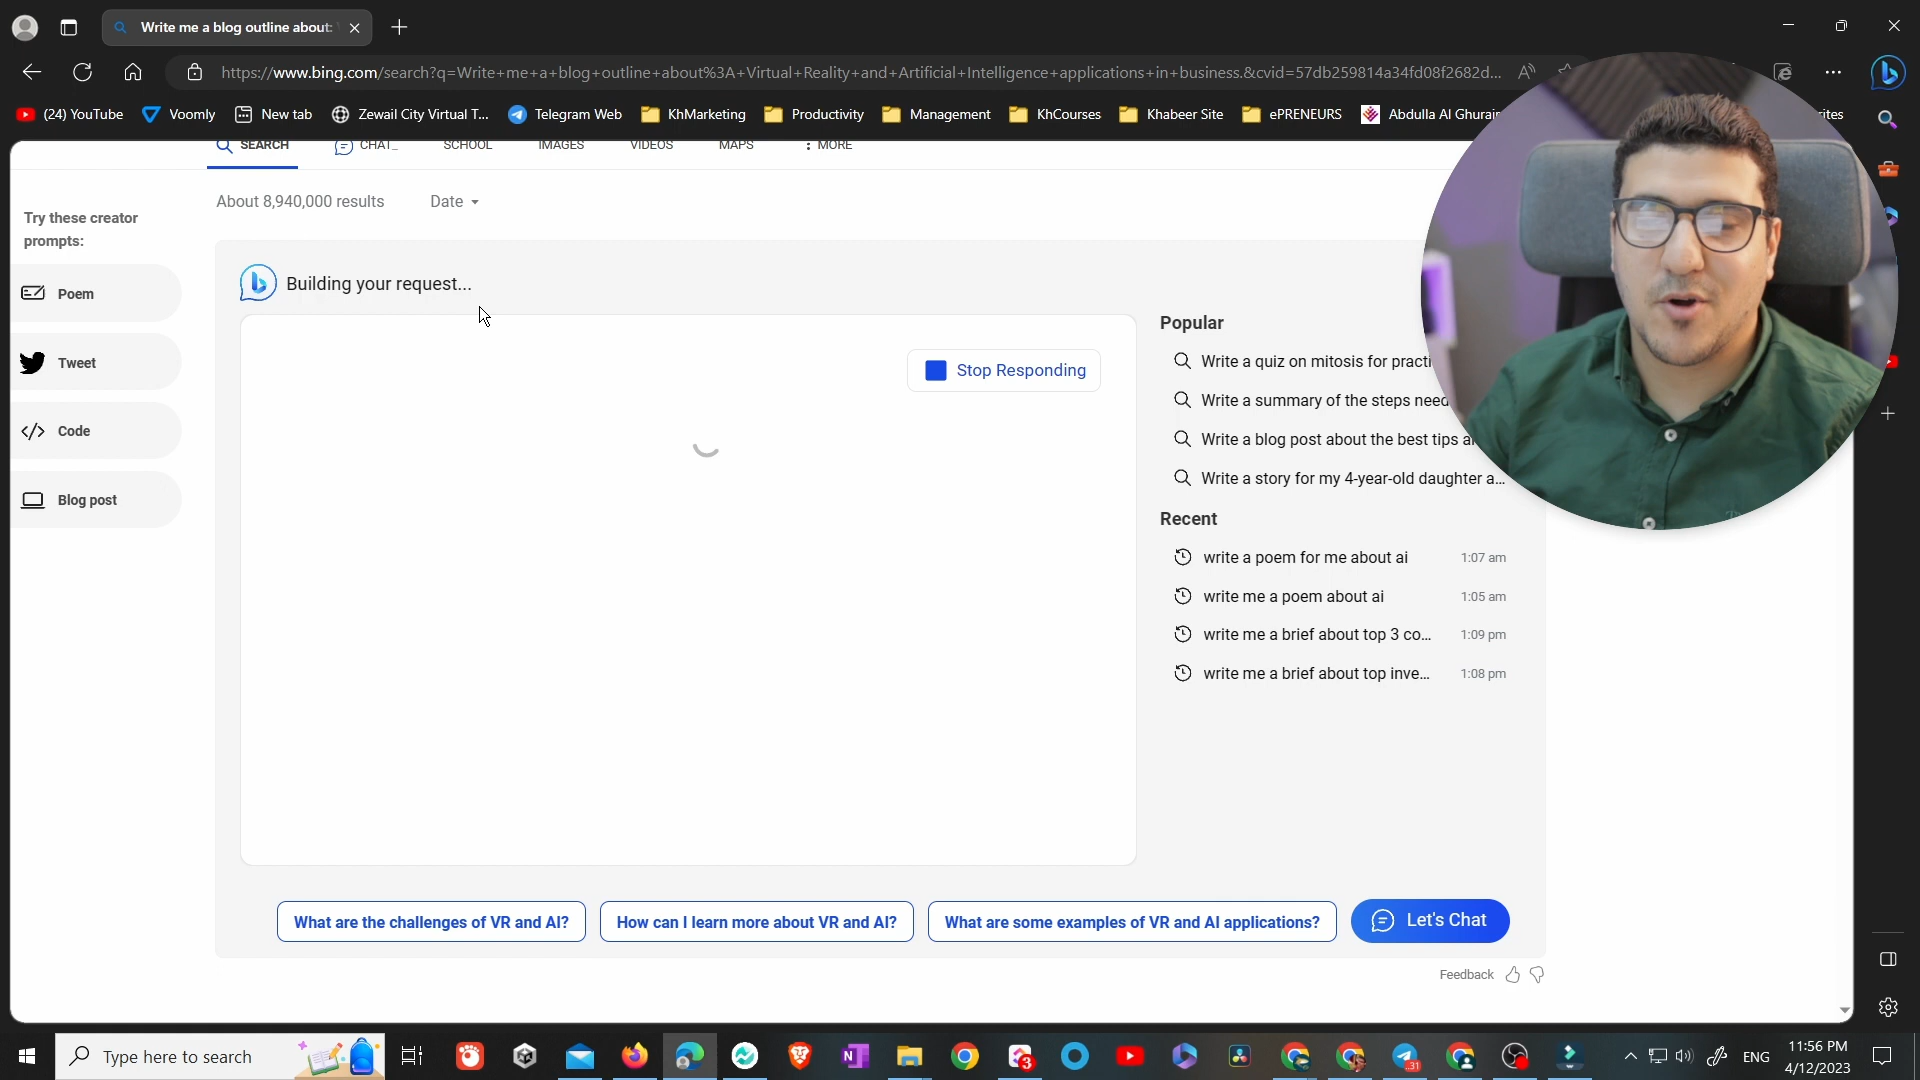 Write me a blog outline about:
https://www.bing.com/search?q=Write+me+a+blog+outline+about%3A+Virtual+Reality+and+Artificial+Intelligence+applications+in+business.&cvid=57db259814a34fd08f2682d...
(24) YouTube Voomly New tab Zewail City Virtual T... Telegram Web KhMarketing Productivity Management KhCourses Khabeer Site ePRENEURS Abdulla Al Ghurair
SEARCH CHAT SCHOOL IMAGES VIDEOS MAPS MORE
About 8,940,000 results Date
Try these creator
prompts:
Poem
Tweet
Code
Blog post
Building your request...
Stop Responding
Popular
Write a quiz on mitosis for practi
Write a summary of the steps need
Write a blog post about the best tips a
Write a story for my 4-year-old daughter a...
Recent
write a poem for me about ai 1:07 am
write me a poem about ai 1:05 am
write me a brief about top 3 co... 1:09 pm
write me a brief about top inve... 1:08 pm
What are the challenges of VR and AI? How can I learn more about VR and AI? What are some examples of VR and AI applications? Let's Chat
Feedback
Type here to search
3
31
ENG
11:56 PM
4/12/2023